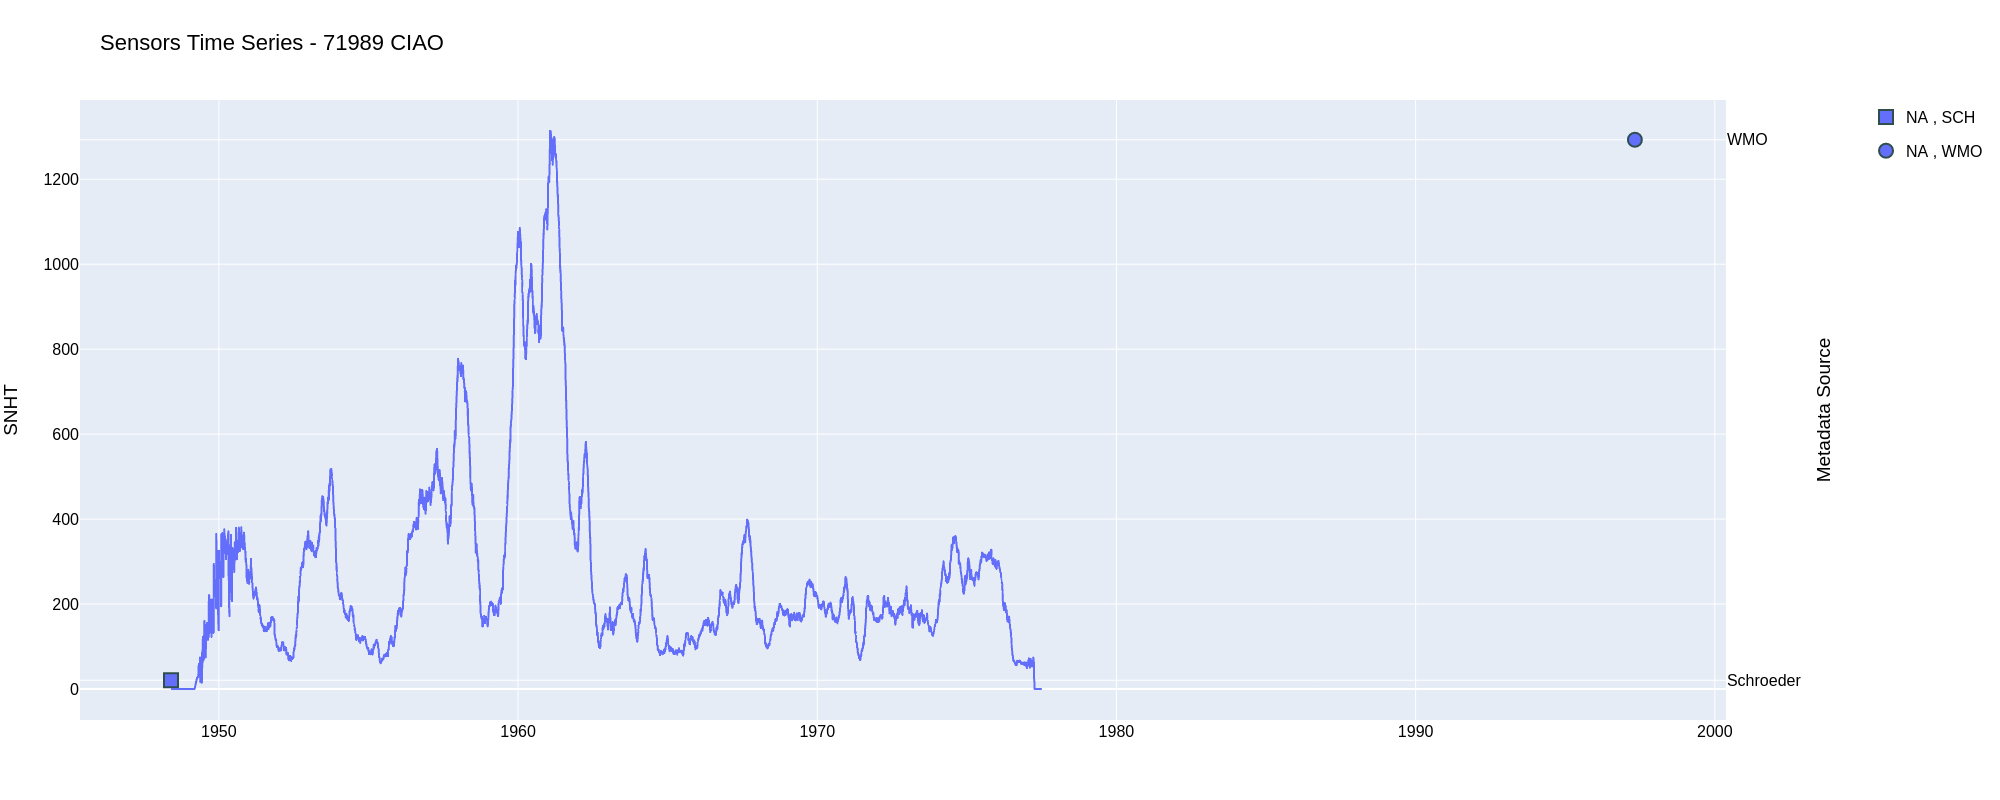 Sensors Time Series - 71989 CIAO
NA , SCH
NA , WMO
WMO
1200
1000
800
600
400
200
0
SNHT
Metadata Source
Schroeder
1950
1960
1970
1980
1990
2000